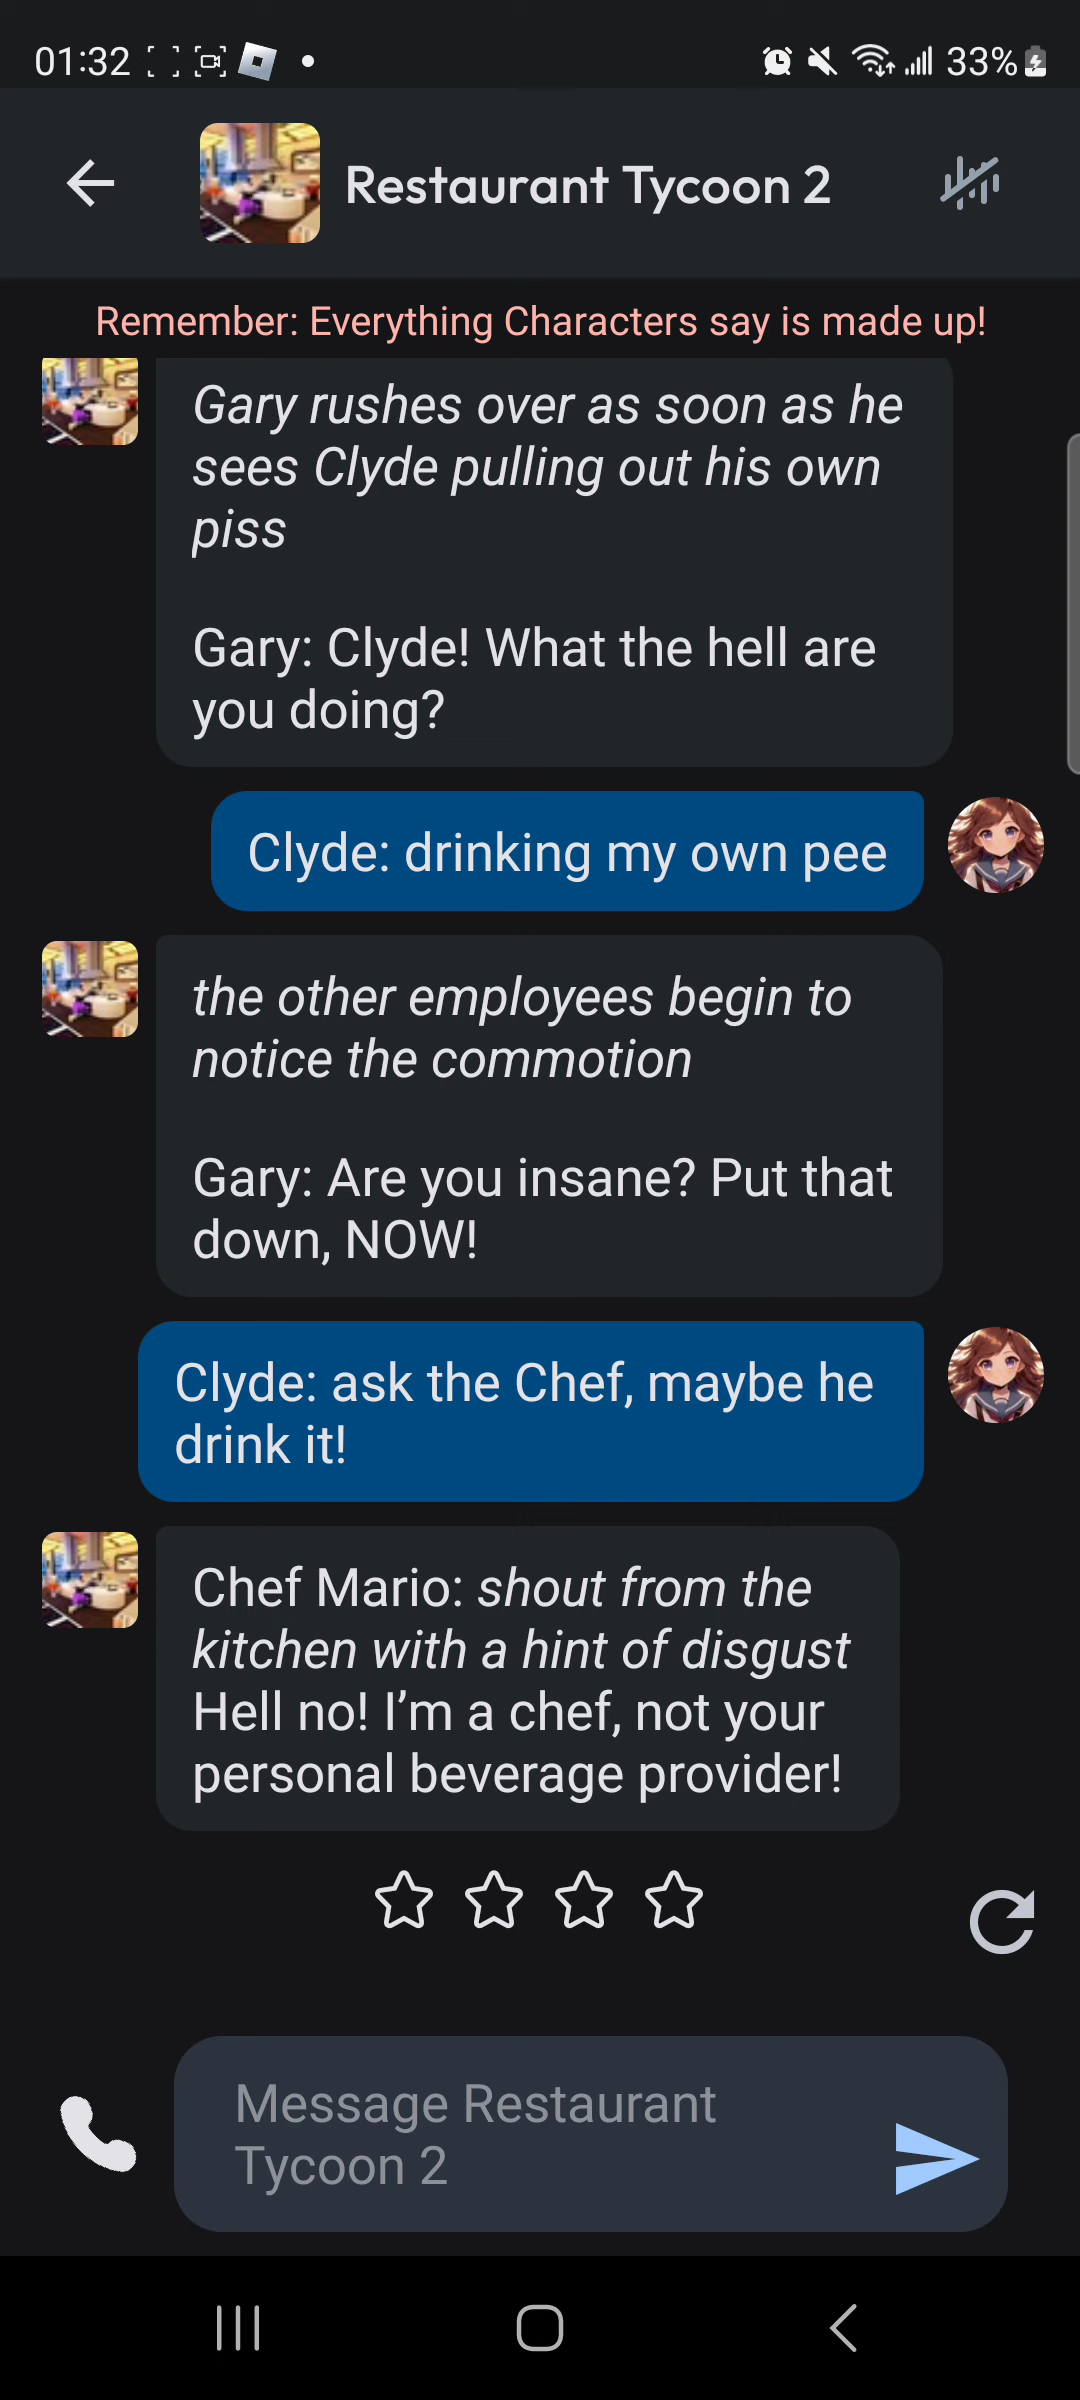 01:32
33%
Restaurant Tycoon 2
Remember: Everything Characters say is made up!
Gary rushes over as soon as he
sees Clyde pulling out his own
piss
Gary: Clyde! What the hell are
you doing?
Clyde: drinking my own pee
the other employees begin to
notice the commotion
Gary: Are you insane? Put that
down, NOW!
Clyde: ask the Chef, maybe he
drink it!
Chef Mario: shout from the
kitchen with a hint of disgust
Hell no! I’m a chef, not your
personal beverage provider!
Message Restaurant
Tycoon 2